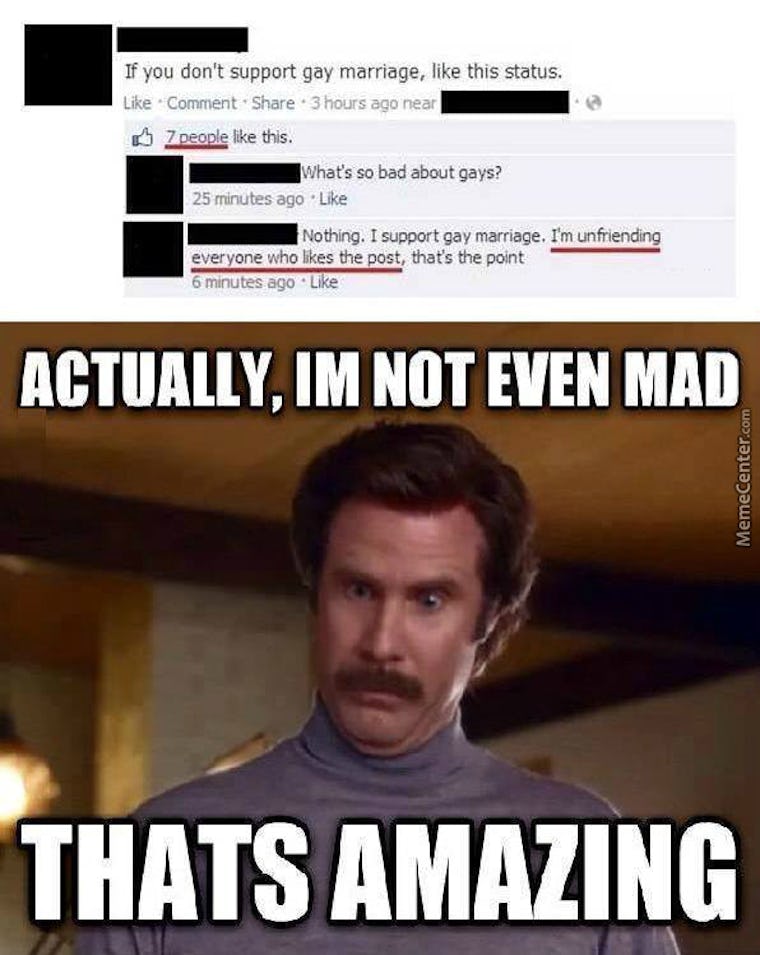 If you don't support gay marriage, like this status.
Like · Comment · Share · 3 hours ago near
7 people like this.
What's so bad about gays?
25 minutes ago · Like
Nothing. I support gay marriage. I'm unfriending
everyone who likes the post, that's the point
6 minutes ago · Like
ACTUALLY, IM NOT EVEN MAD
MemeCenter.com
THATS AMAZING